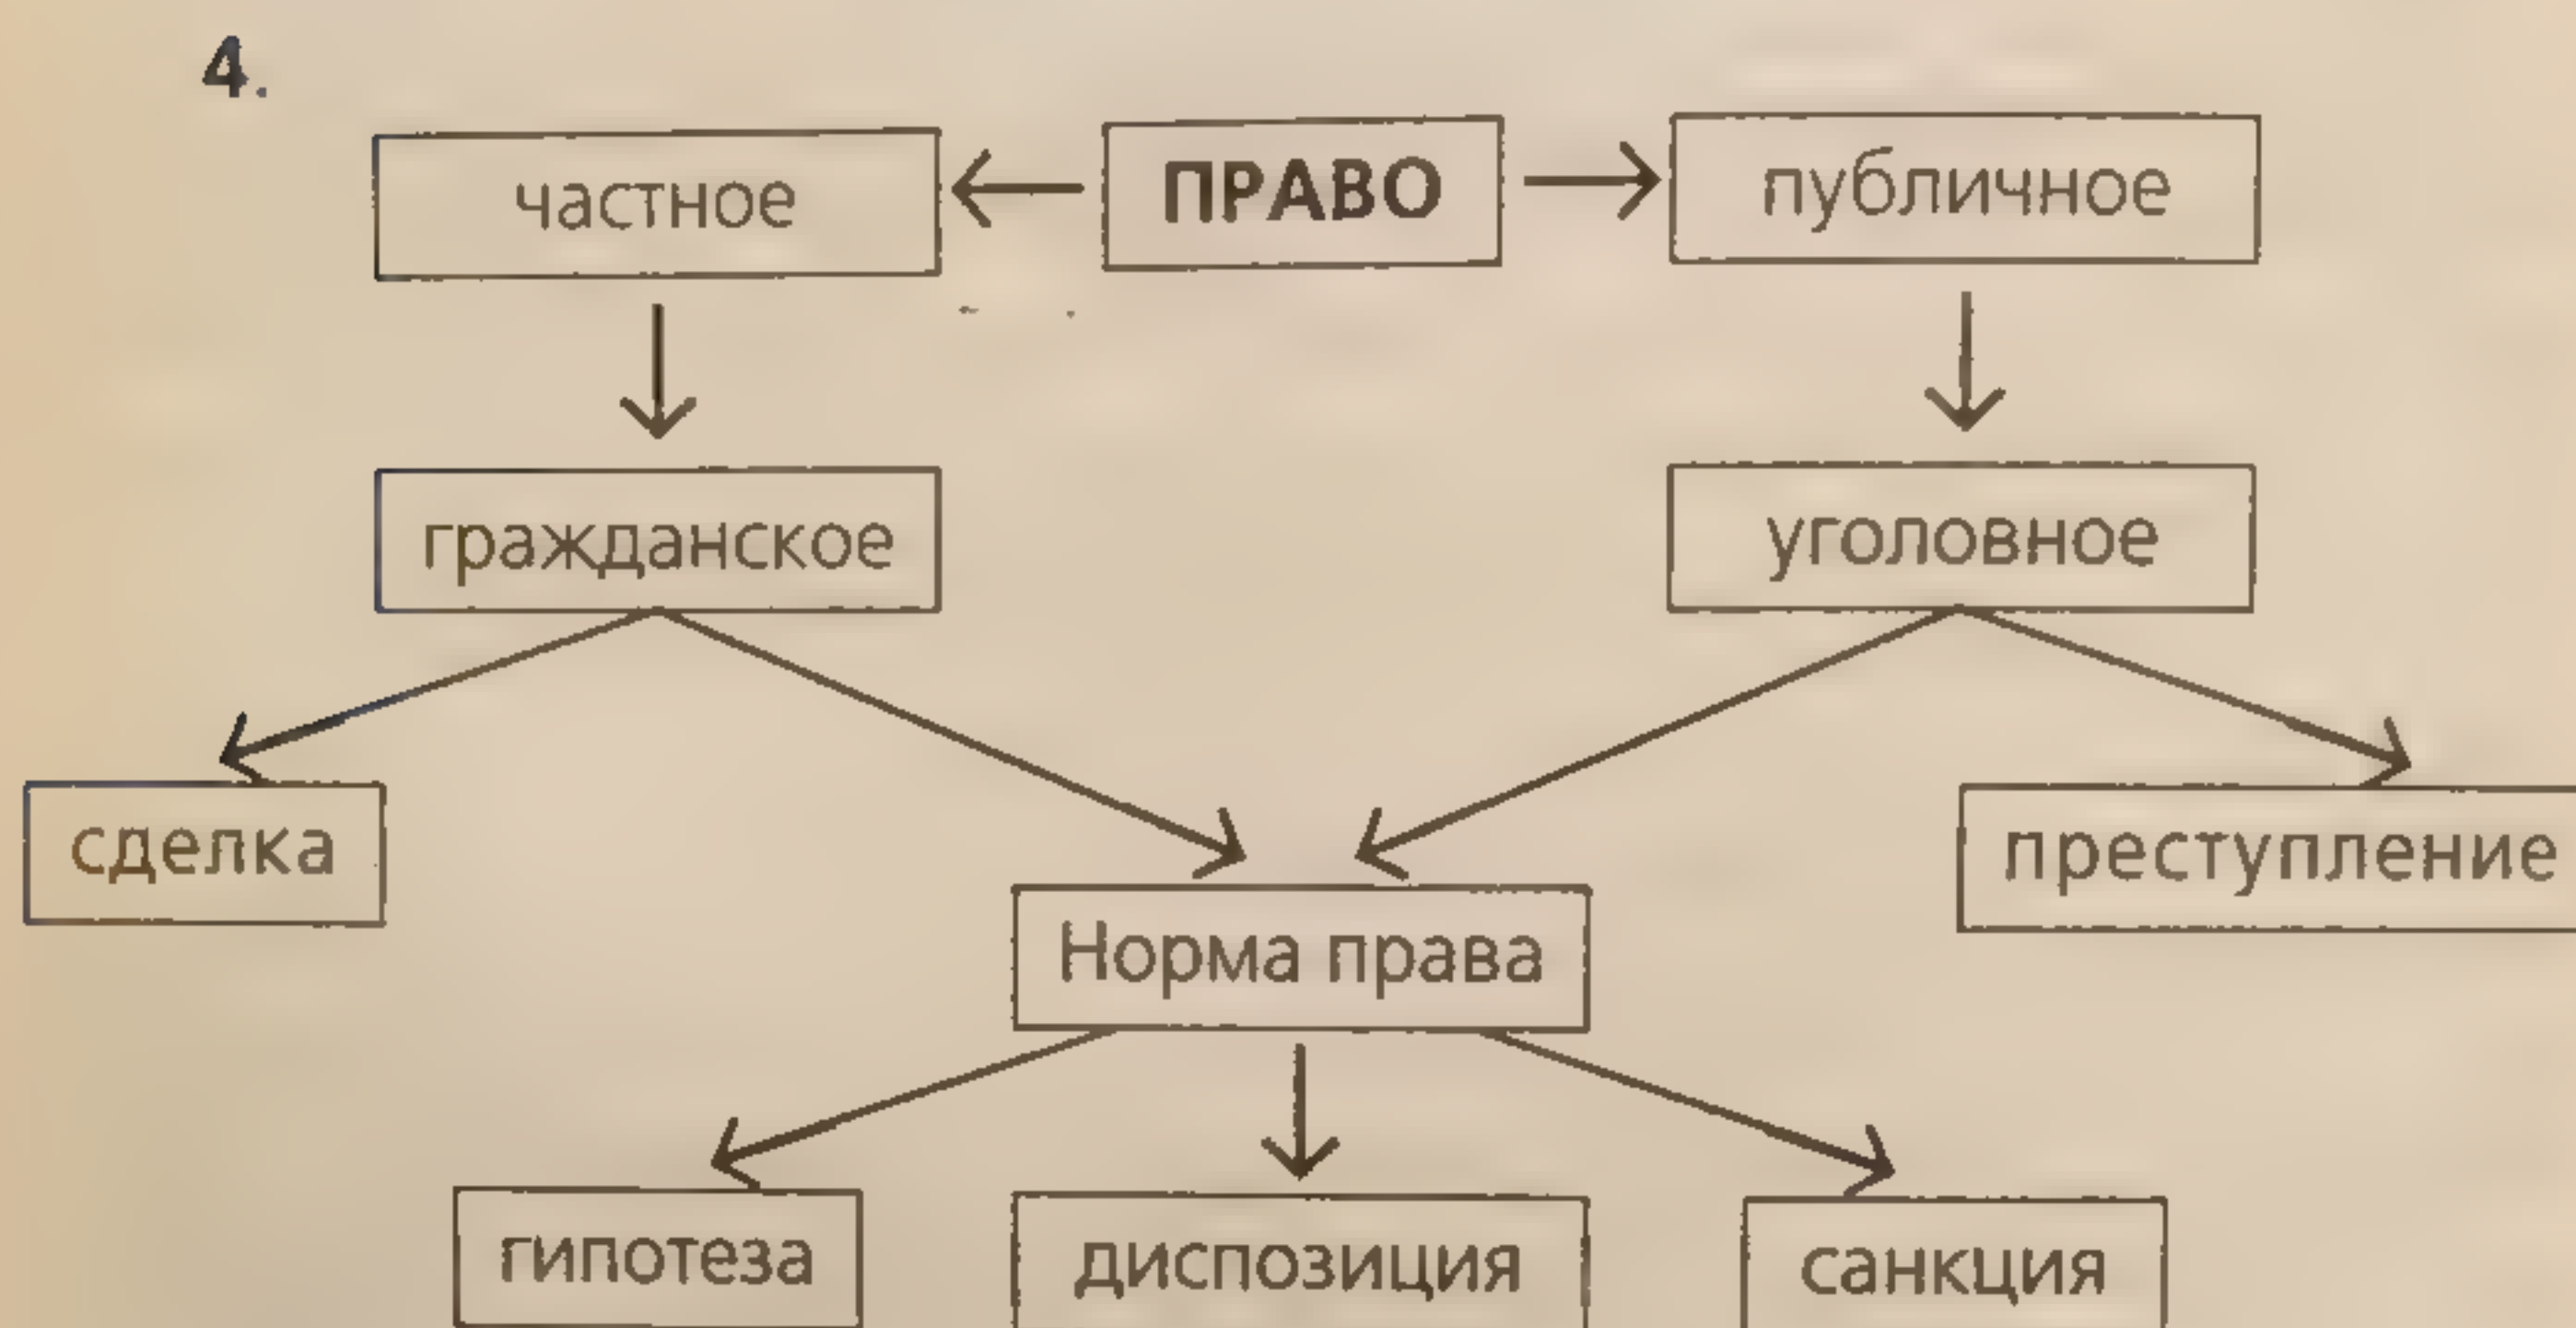 4.
частное
ПРАВО
публичное
гражданское
уголовное
сделка
преступление
Норма права
гипотеза
диспозиция
санкция